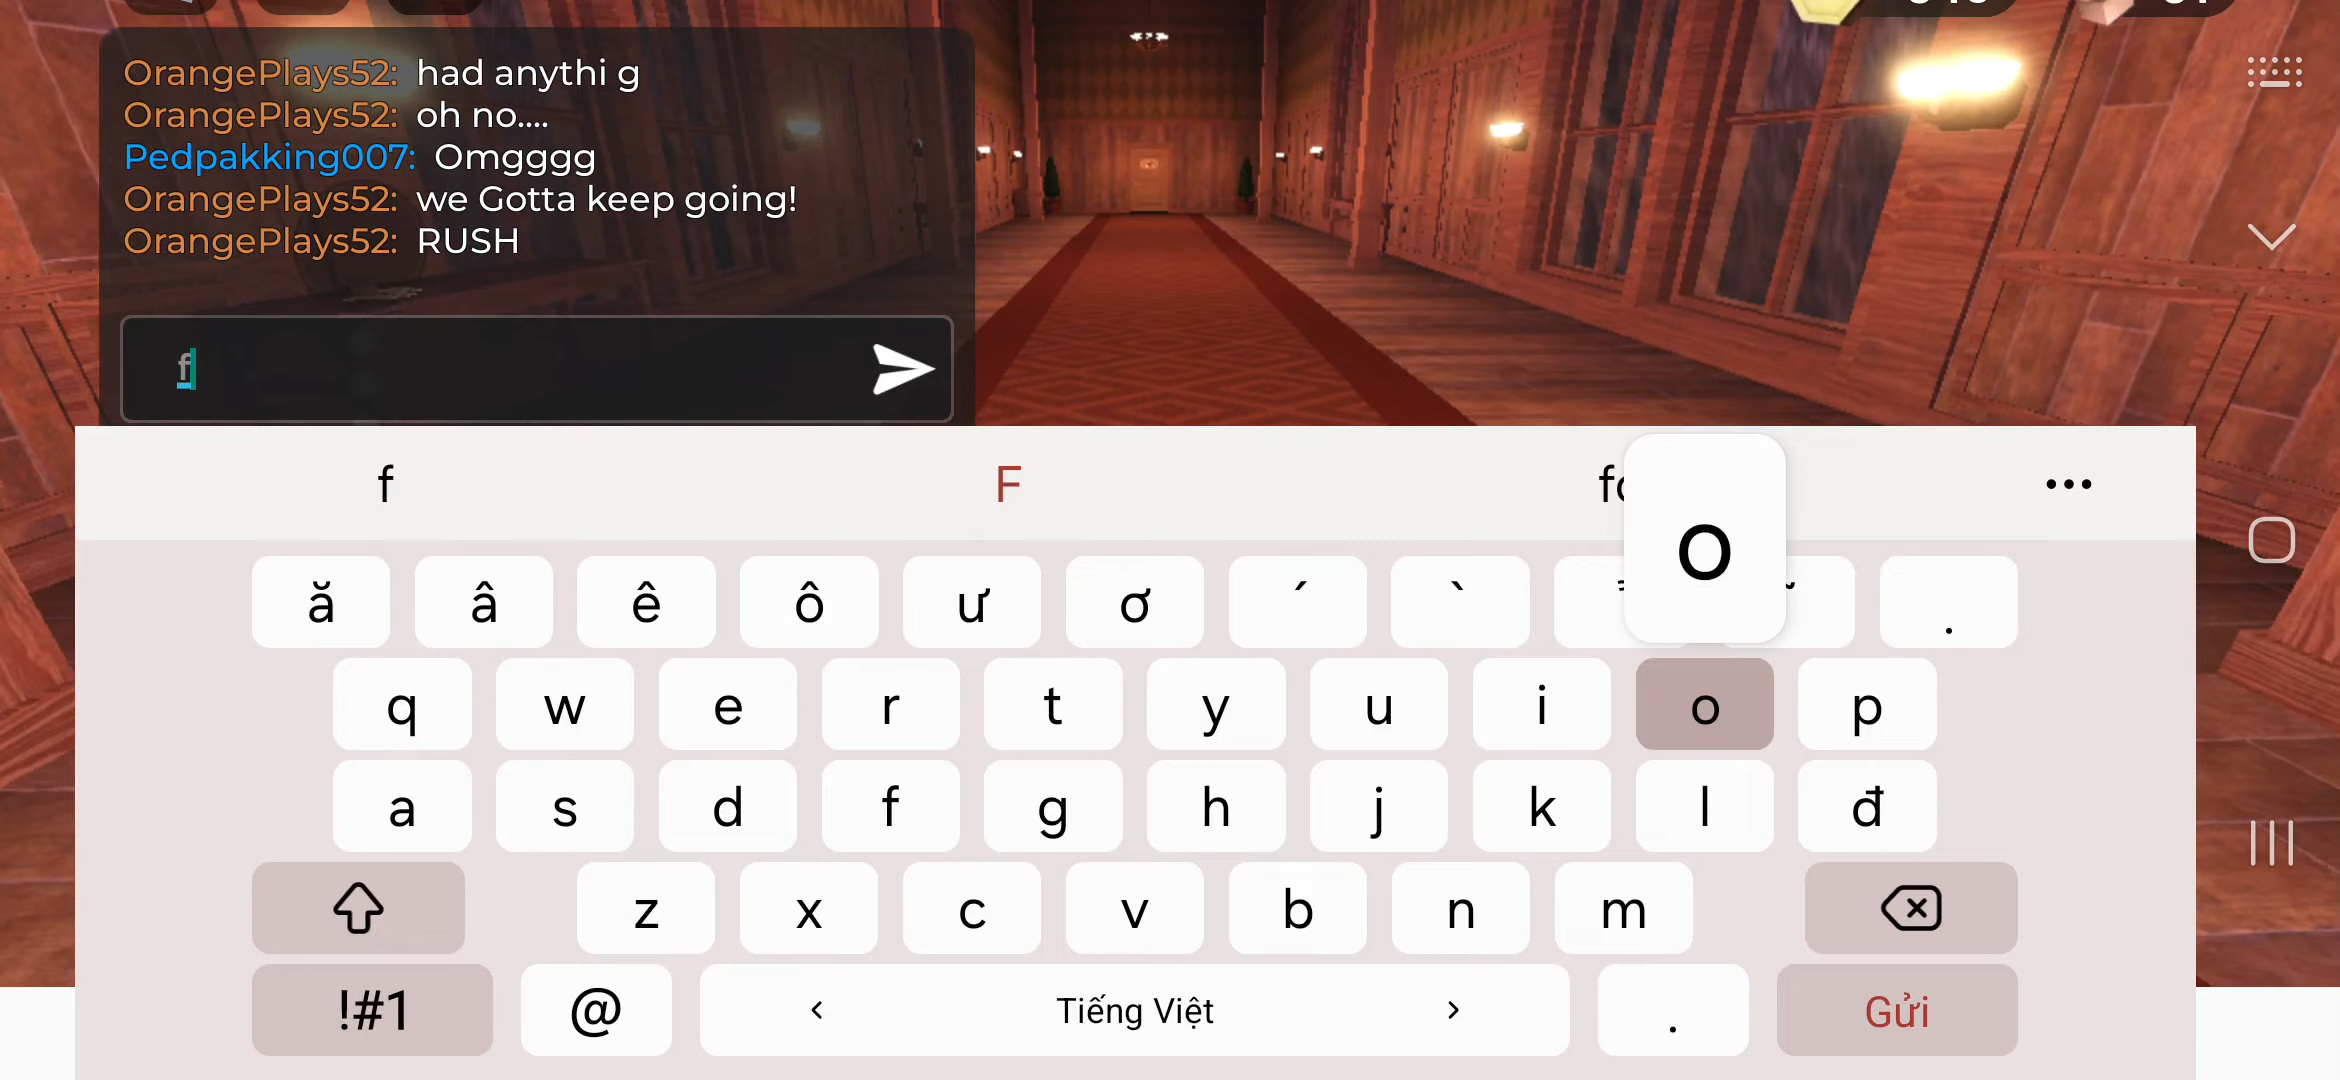 OrangePlays52: had anythi g
OrangePlays52: oh no....
Pedpakking007: Omgggg
OrangePlays52: we Gotta keep going!
OrangePlays52: RUSH
f
f F
o
ă â ê ô ư ơ ´ ` ~ .
q w e r t y u i o p
a s d f g h j k l đ
z x c v b n m
!#1 @ < Tiếng Việt > . Gửi